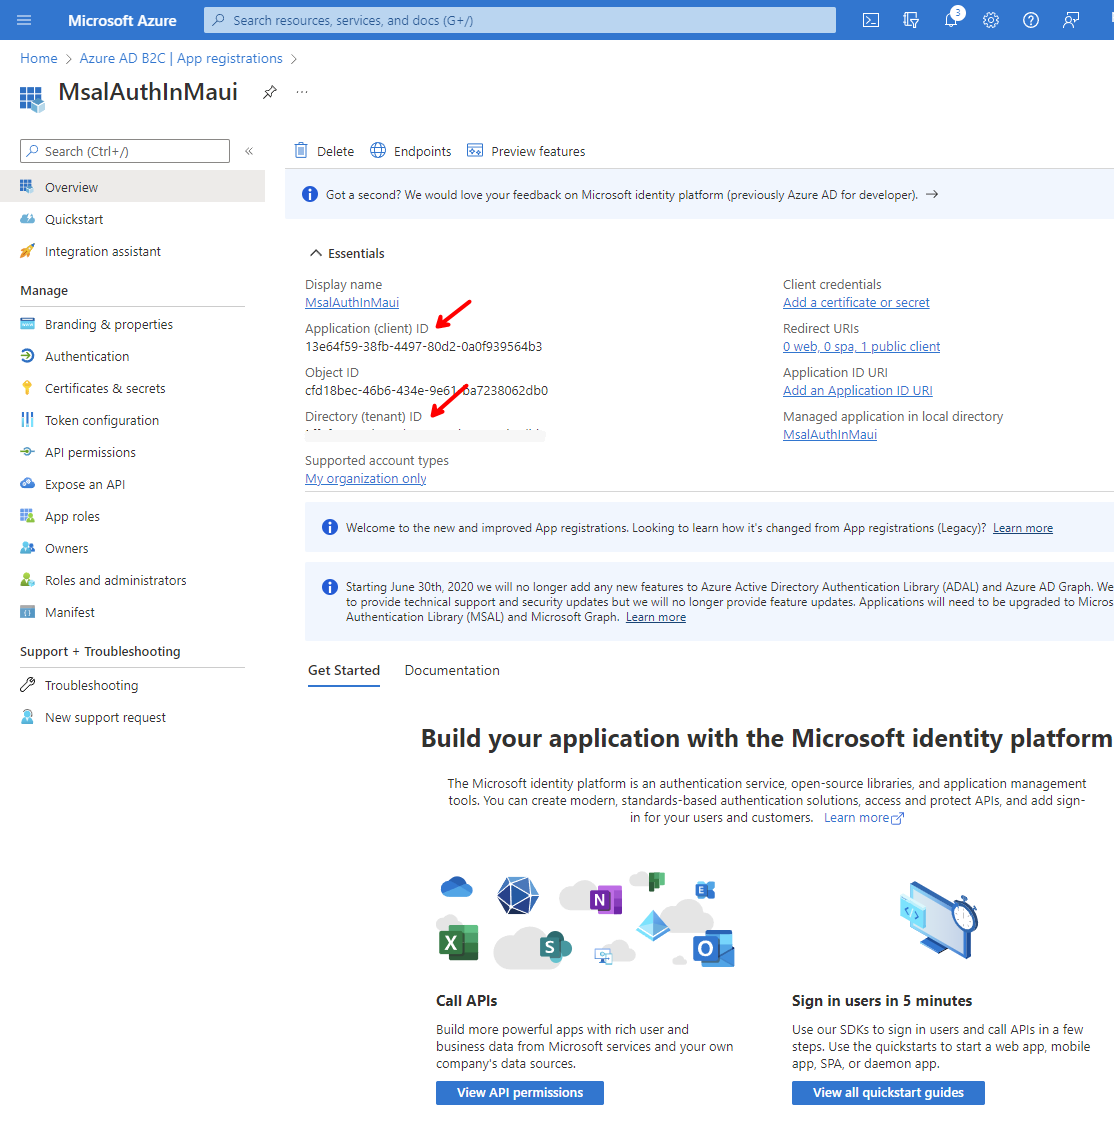 Microsoft Azure
Search resources, services, and docs (G+/)
3
Home > Azure AD B2C | App registrations >
MsalAuthInMaui
...
Search (Ctrl+/)
«
Overview
Quickstart
Integration assistant
Manage
Branding & properties
Authentication
Certificates & secrets
Token configuration
API permissions
Expose an API
App roles
Owners
Roles and administrators
Manifest
Support + Troubleshooting
Troubleshooting
New support request
Delete
Endpoints
Preview features
Got a second? We would love your feedback on Microsoft identity platform (previously Azure AD for developer). →
Essentials
Display name
MsalAuthInMaui
Application (client) ID
13e64f59-38fb-4497-80d2-0a0f939564b3
Object ID
cfd18bec-46b6-434e-9e61-ba7238062db0
Directory (tenant) ID
Supported account types
My organization only
Client credentials
Add a certificate or secret
Redirect URIs
0 web, 0 spa, 1 public client
Application ID URI
Add an Application ID URI
Managed application in local directory
MsalAuthInMaui
Welcome to the new and improved App registrations. Looking to learn how it's changed from App registrations (Legacy)? Learn more
Starting June 30th, 2020 we will no longer add any new features to Azure Active Directory Authentication Library (ADAL) and Azure AD Graph. We
to provide technical support and security updates but we will no longer provide feature updates. Applications will need to be upgraded to Micros
Authentication Library (MSAL) and Microsoft Graph. Learn more
Get Started
Documentation
Build your application with the Microsoft identity platform
The Microsoft identity platform is an authentication service, open-source libraries, and application management
tools. You can create modern, standards-based authentication solutions, access and protect APIs, and add sign-
in for your users and customers. Learn more
N
E
X
S
O
Call APIs
Build more powerful apps with rich user and
business data from Microsoft services and your own
company's data sources.
View API permissions
Sign in users in 5 minutes
Use our SDKs to sign in users and call APIs in a few
steps. Use the quickstarts to start a web app, mobile
app, SPA, or daemon app.
View all quickstart guides